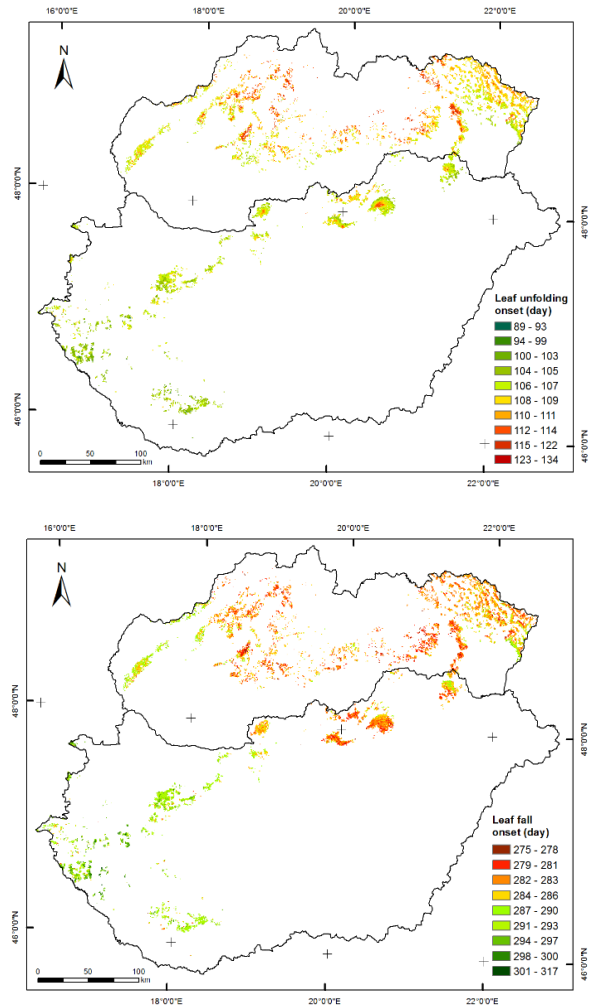 16°0'0"E 18°0'0"E 20°0'0"E 22°0'0"E
N
48°0'0"N
48°0'0"N
Leaf unfolding
onset (day)
89 - 93
94 - 99
100 - 103
104 - 105
106 - 107
108 - 109
110 - 111
112 - 114
115 - 122
123 - 134
46°0'0"N
46°0'0"N
0 50 100
km
18°0'0"E 20°0'0"E 22°0'0"E
16°0'0"E 18°0'0"E 20°0'0"E 22°0'0"E
N
48°0'0"N
48°0'0"N
Leaf fall
onset (day)
275 - 278
279 - 281
282 - 283
284 - 286
287 - 290
291 - 293
294 - 297
298 - 300
301 - 317
46°0'0"N
46°0'0"N
0 50 100
km
18°0'0"E 20°0'0"E 22°0'0"E